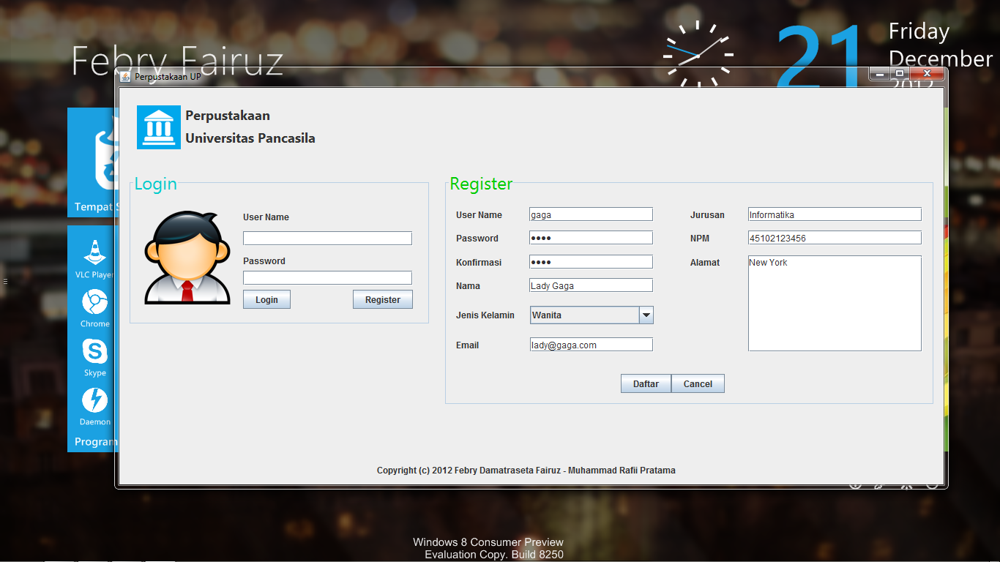 Febry Fairuz
Friday
21
December
2012
Perpustakaan UP
Perpustakaan
Universitas Pancasila
Login
User Name
Password
Login Register
Register
User Name gaga
Password ••••
Konfirmasi ••••
Nama Lady Gaga
Jenis Kelamin Wanita
Email lady@gaga.com
Jurusan Informatika
NPM 45102123456
Alamat New York
Daftar Cancel
Copyright (c) 2012 Febry Damatraseta Fairuz - Muhammad Rafii Pratama
Tempat S
VLC Player
Chrome
Skype
Daemon
Program
Windows 8 Consumer Preview
Evaluation Copy. Build 8250